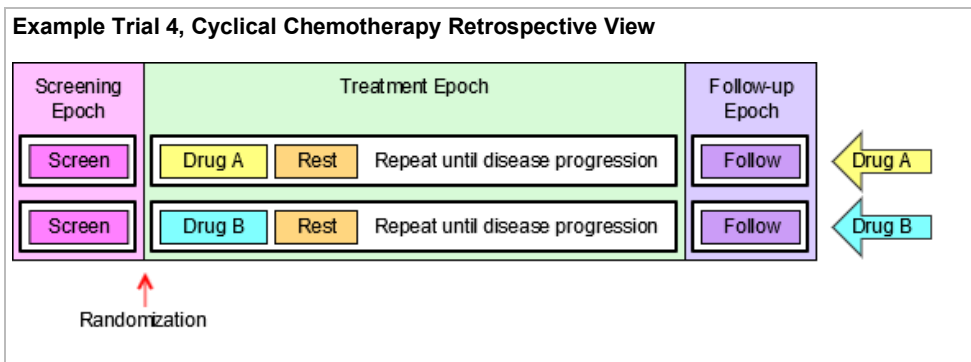 Example Trial 4, Cyclical Chemotherapy Retrospective View
Screening
Epoch
Treatment Epoch
Follow-up
Epoch
Screen
Drug A
Rest
Repeat until disease progression
Follow
Drug A
Screen
Drug B
Rest
Repeat until disease progression
Follow
Drug B
Randomization